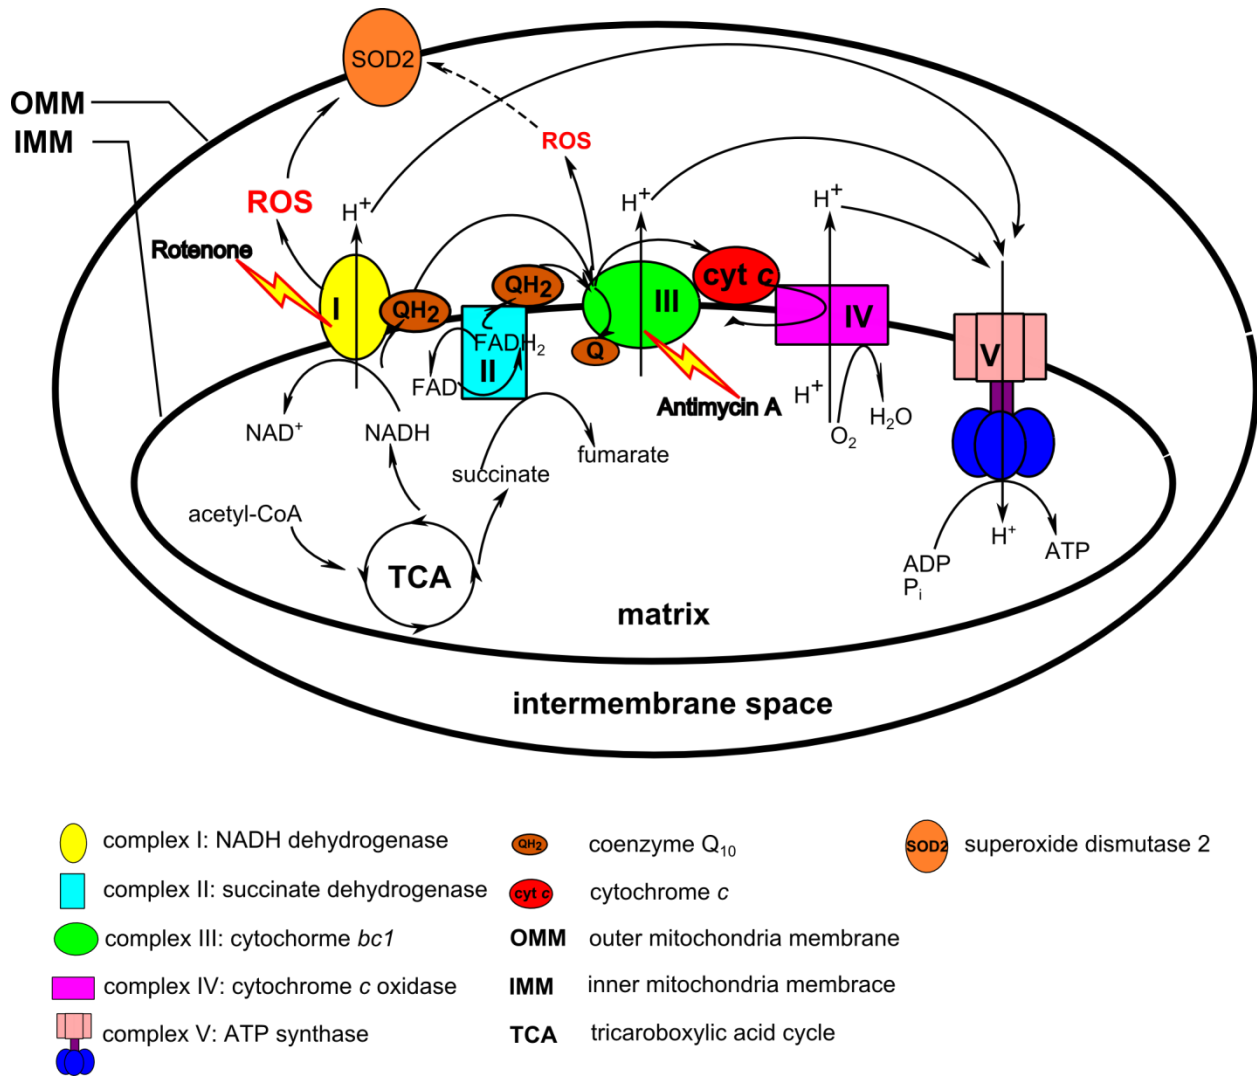 SOD2
OMM
IMM
ROS
ROS
H+
H+
H+
Rotenone
QH2
QH2
cyt c
I
III
IV
FADH2
II
Q
V
FAD
Antimycin A
H+
NAD+
NADH
O2
H2O
succinate
fumarate
acetyl-CoA
TCA
H+
ATP
ADP
Pi
matrix
intermembrane space
complex I: NADH dehydrogenase
complex II: succinate dehydrogenase
complex III: cytochorme bc1
complex IV: cytochrome c oxidase
complex V: ATP synthase
QH2 coenzyme Q10
cyt c cytochrome c
OMM outer mitochondria membrane
IMM inner mitochondria membrace
TCA tricaroboxylic acid cycle
SOD2 superoxide dismutase 2